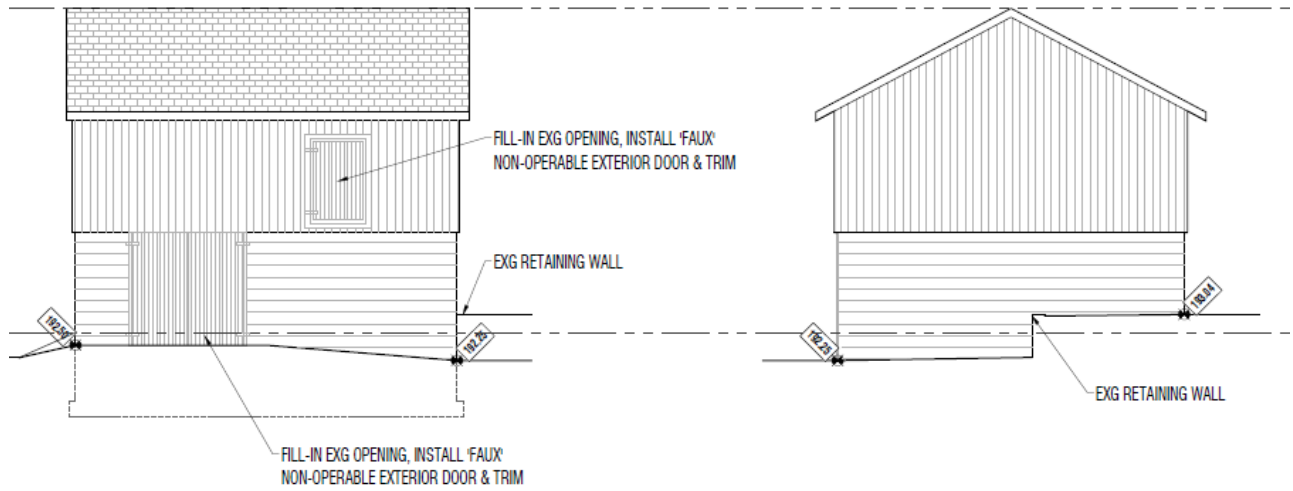 FILL-IN EXG OPENING, INSTALL 'FAUX'
NON-OPERABLE EXTERIOR DOOR & TRIM
EXG RETAINING WALL
192.50
192.25
FILL-IN EXG OPENING, INSTALL 'FAUX'
NON-OPERABLE EXTERIOR DOOR & TRIM
193.04
192.25
EXG RETAINING WALL